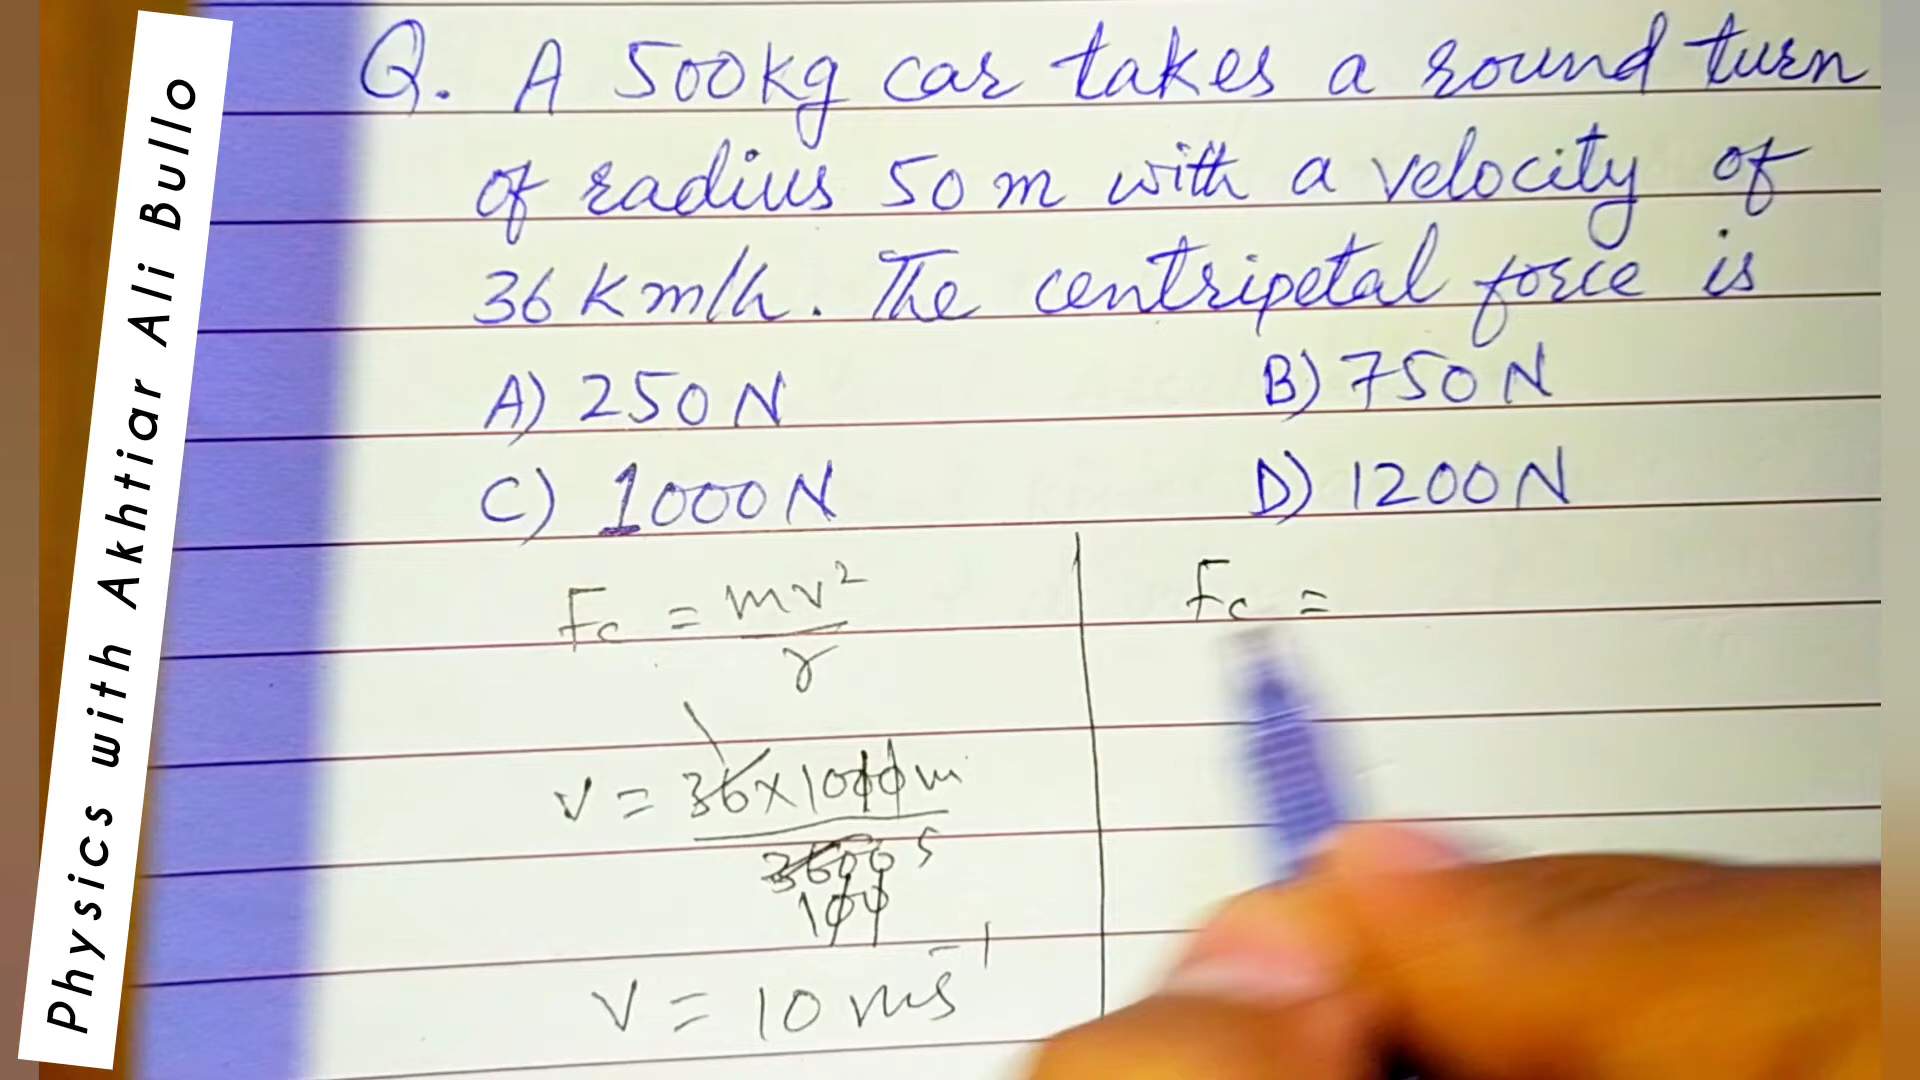 Physics with Akhtiar Ali Bullo
Q. A 500kg car takes a round turn
of radius 50 m with a velocity of
36 Km/h. The centripetal force is
A) 250 N B) 750 N
C) 1000 N D) 1200 N
Fc = mv²
r
Fc =
V = 36 x 1000 m
3600 s
100
V = 10 ms⁻¹